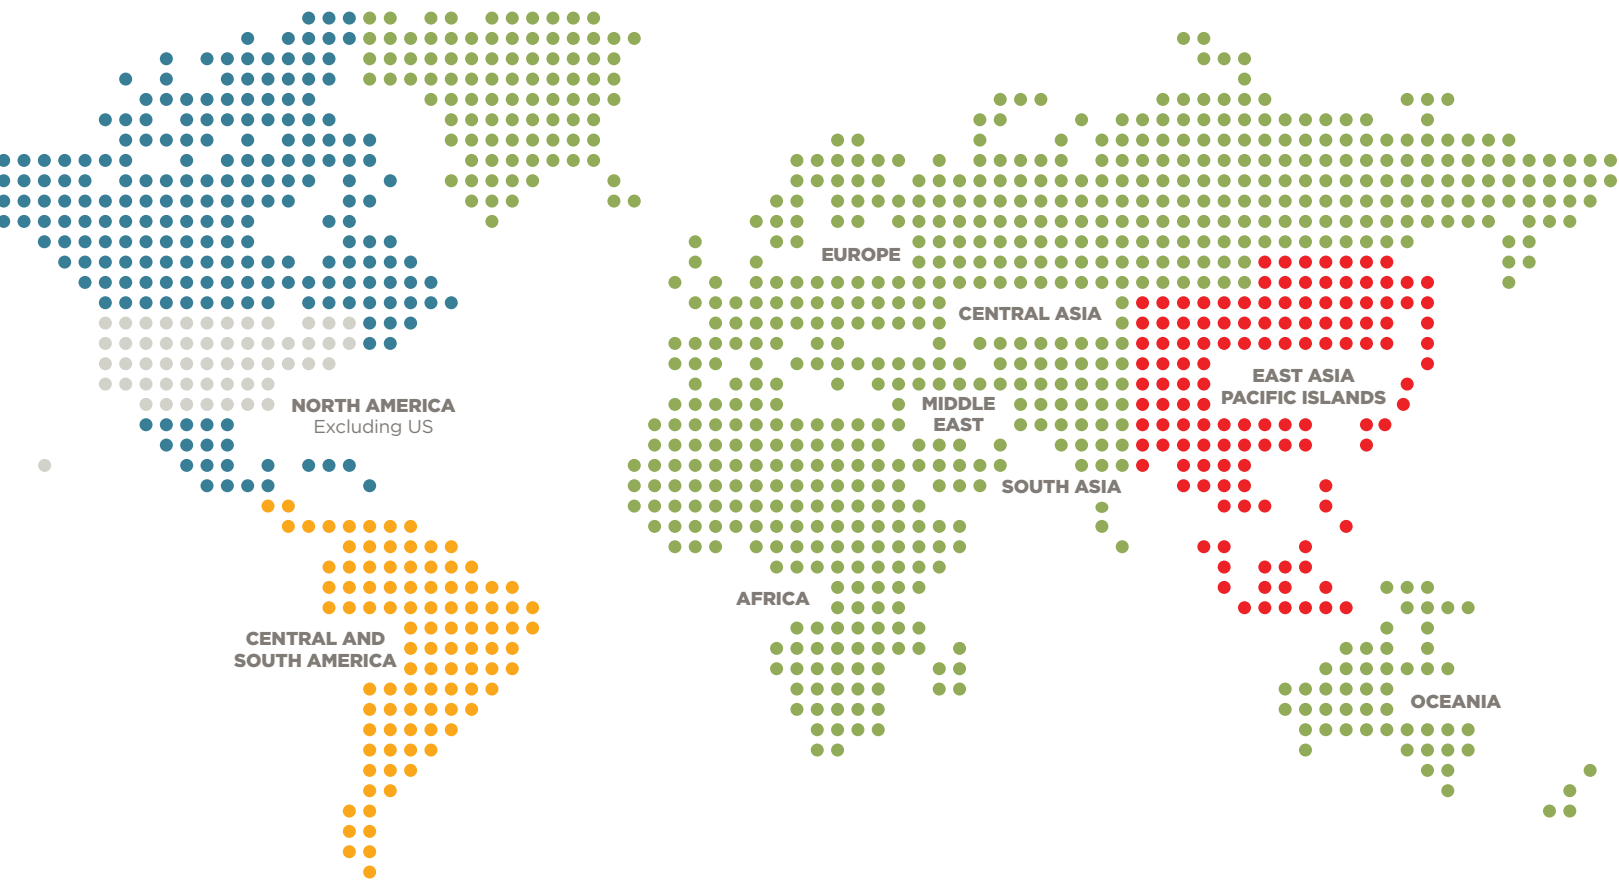 EUROPE
CENTRAL ASIA
EAST ASIA
PACIFIC ISLANDS
NORTH AMERICA
Excluding US
MIDDLE
EAST
SOUTH ASIA
AFRICA
CENTRAL AND
SOUTH AMERICA
OCEANIA